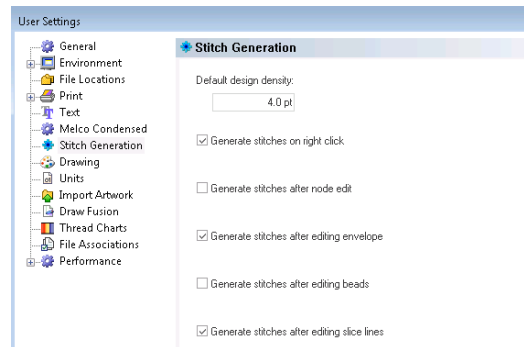 User Settings
General
Environment
File Locations
Print
Text
Melco Condensed
Stitch Generation
Drawing
Units
Import Artwork
Draw Fusion
Thread Charts
File Associations
Performance
Stitch Generation
Default design density:
4.0 pt
Generate stitches on right click
Generate stitches after node edit
Generate stitches after editing envelope
Generate stitches after editing beads
Generate stitches after editing slice lines